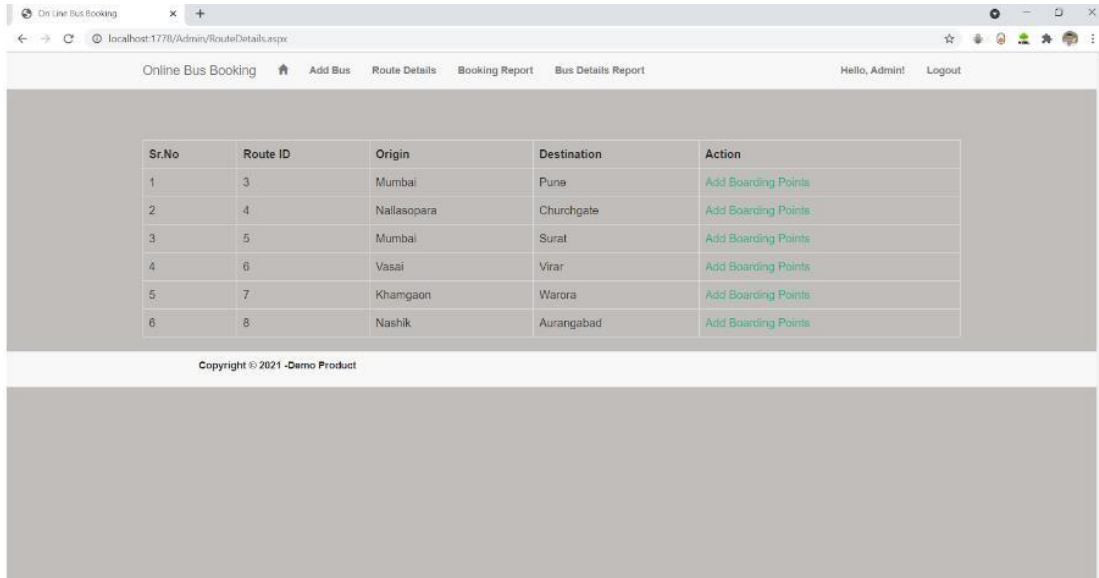 On Line Bus Booking
localhost:1778/Admin/RouteDetails.aspx
Online Bus Booking Add Bus Route Details Booking Report Bus Details Report Hello, Admin! Logout
Sr.No Route ID Origin Destination Action
1 3 Mumbai Pune Add Boarding Points
2 4 Nallasopara Churchgate Add Boarding Points
3 5 Mumbai Surat Add Boarding Points
4 6 Vasai Virar Add Boarding Points
5 7 Khamgaon Warora Add Boarding Points
6 8 Nashik Aurangabad Add Boarding Points
Copyright © 2021 -Demo Product